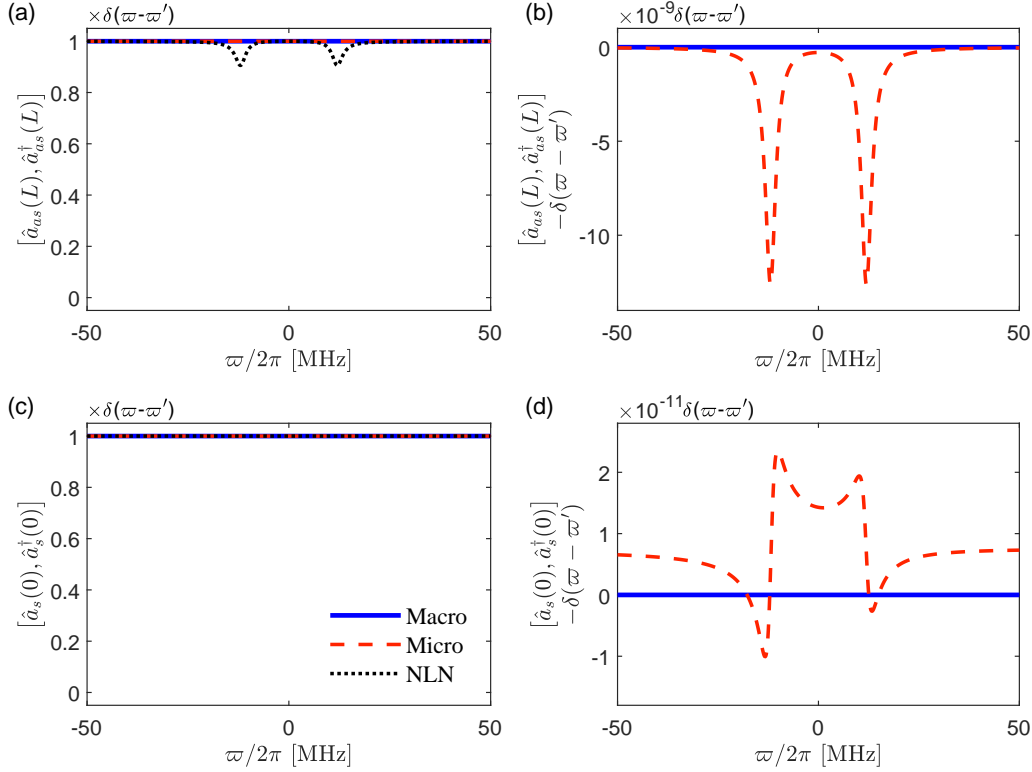 (a)
×δ(ϖ-ϖ′)
1
0.8
0.6
0.4
0.2
0
[â_as(L), â†_as(L)]
-50
0
50
ϖ/2π [MHz]
(b)
×10^-9δ(ϖ-ϖ′)
0
-5
-10
[â_as(L), â†_as(L)]
−δ(ϖ − ϖ′)
-50
0
50
ϖ/2π [MHz]
(c)
×δ(ϖ-ϖ′)
1
0.8
0.6
0.4
0.2
0
[â_s(0), â†_s(0)]
Macro
Micro
NLN
-50
0
50
ϖ/2π [MHz]
(d)
×10^-11δ(ϖ-ϖ′)
2
1
0
-1
[â_s(0), â†_s(0)]
−δ(ϖ − ϖ′)
-50
0
50
ϖ/2π [MHz]